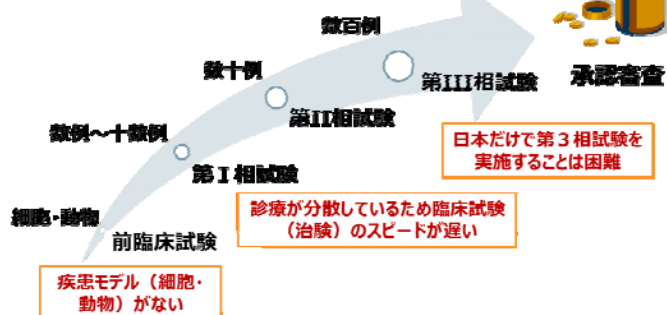 数百例
数十例
第III相試験
承認審査
第II相試験
数例～十数例
日本だけで第３相試験を
実施することは困難
第Ｉ相試験
診療が分散しているため臨床試験
（治験）のスピードが遅い
細胞・動物
前臨床試験
疾患モデル（細胞・
動物）がない